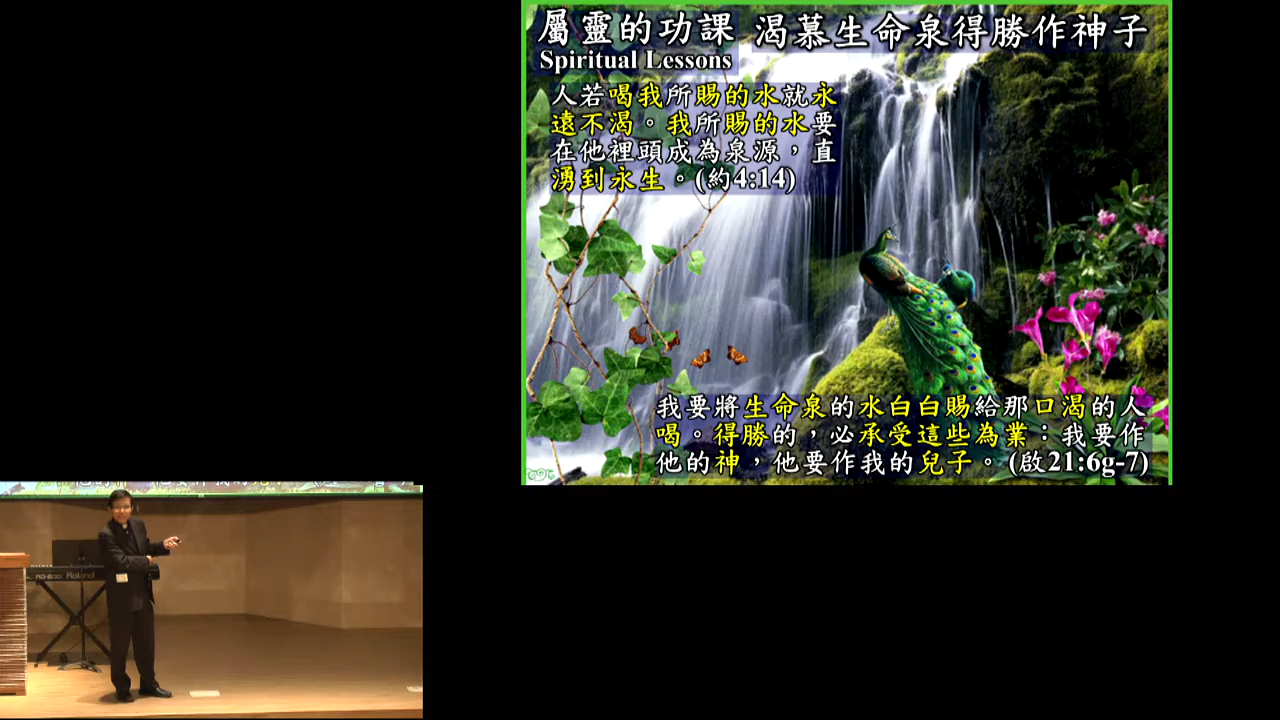 屬靈的功課 渴慕生命泉得勝作神子
Spiritual Lessons
人若喝我所賜的水就永
遠不渴。我所賜的水要
在他裡頭成為泉源，直
湧到永生。(約4:14)
我要將生命泉的水白白賜給那口渴的人
喝。得勝的，必承受這些為業：我要作
他的神，他要作我的兒子。(啟21:6g-7)
Roland